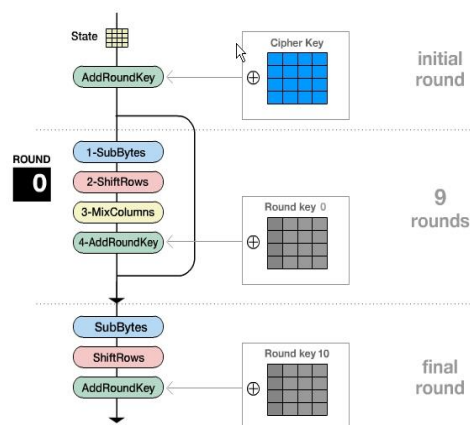 State
Cipher Key
AddRoundKey
initial
round
ROUND
0
1-SubBytes
2-ShiftRows
3-MixColumns
4-AddRoundKey
Round key 0
9
rounds
SubBytes
ShiftRows
AddRoundKey
Round key 10
final
round